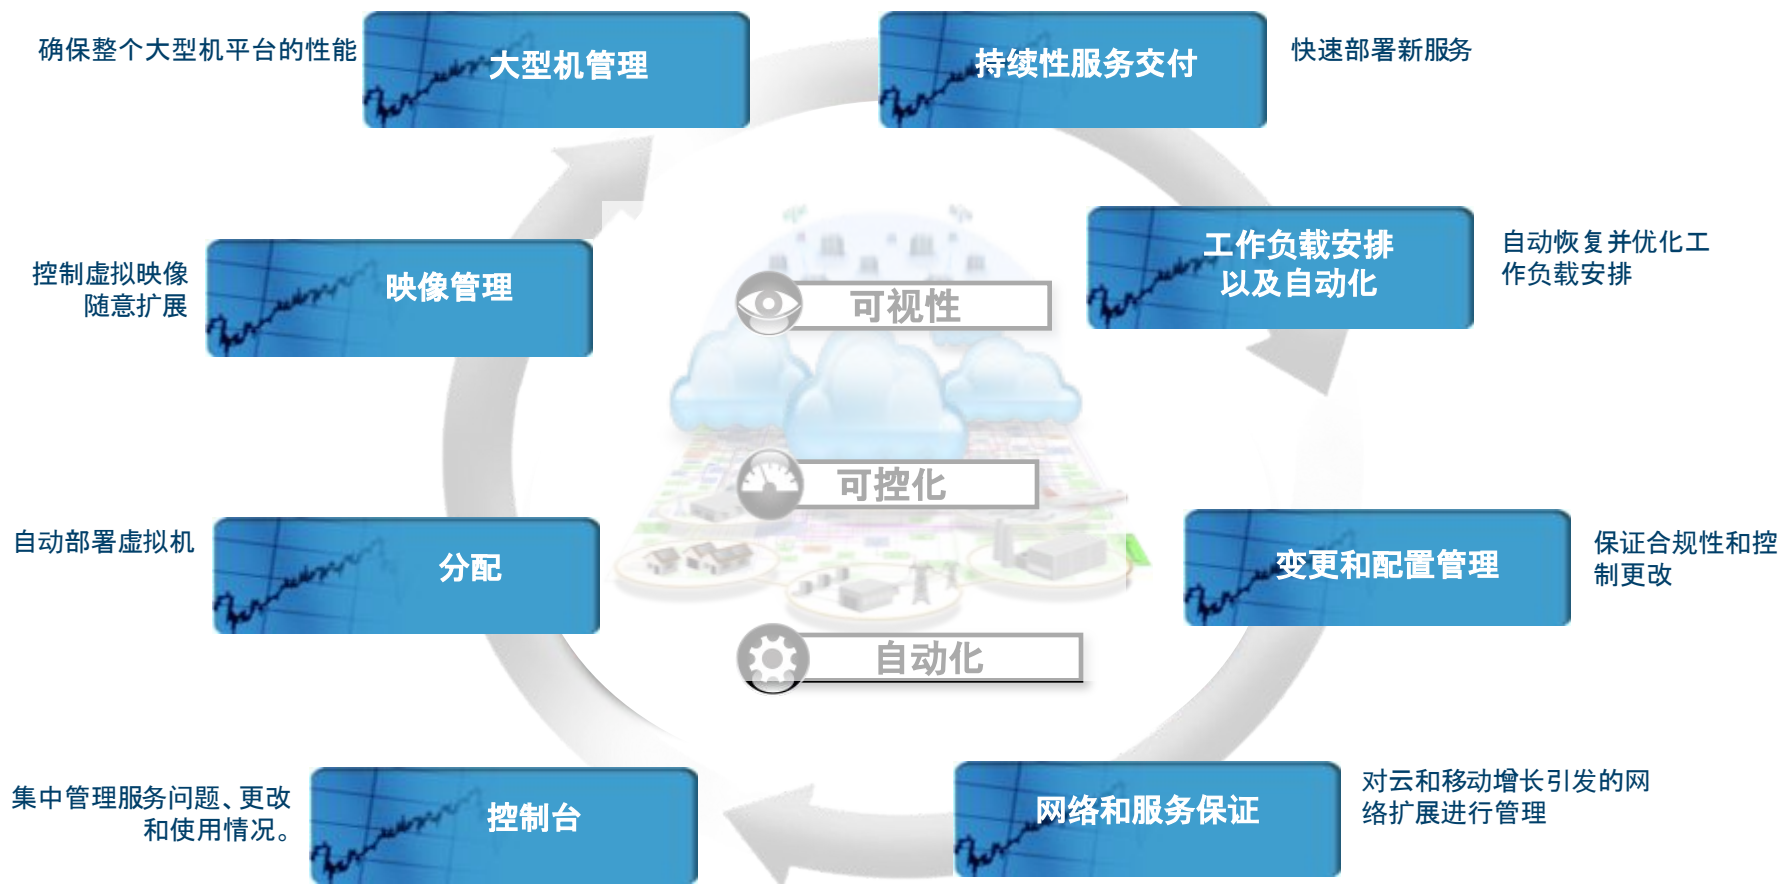 确保整个大型机平台的性能
大型机管理
持续性服务交付
快速部署新服务
工作负载安排
以及自动化
自动恢复并优化工
作负载安排
控制虚拟映像
随意扩展
映像管理
可视性
可控化
自动部署虚拟机
分配
变更和配置管理
保证合规性和控
制更改
自动化
集中管理服务问题、更改
和使用情况。
控制台
网络和服务保证
对云和移动增长引发的网
络扩展进行管理